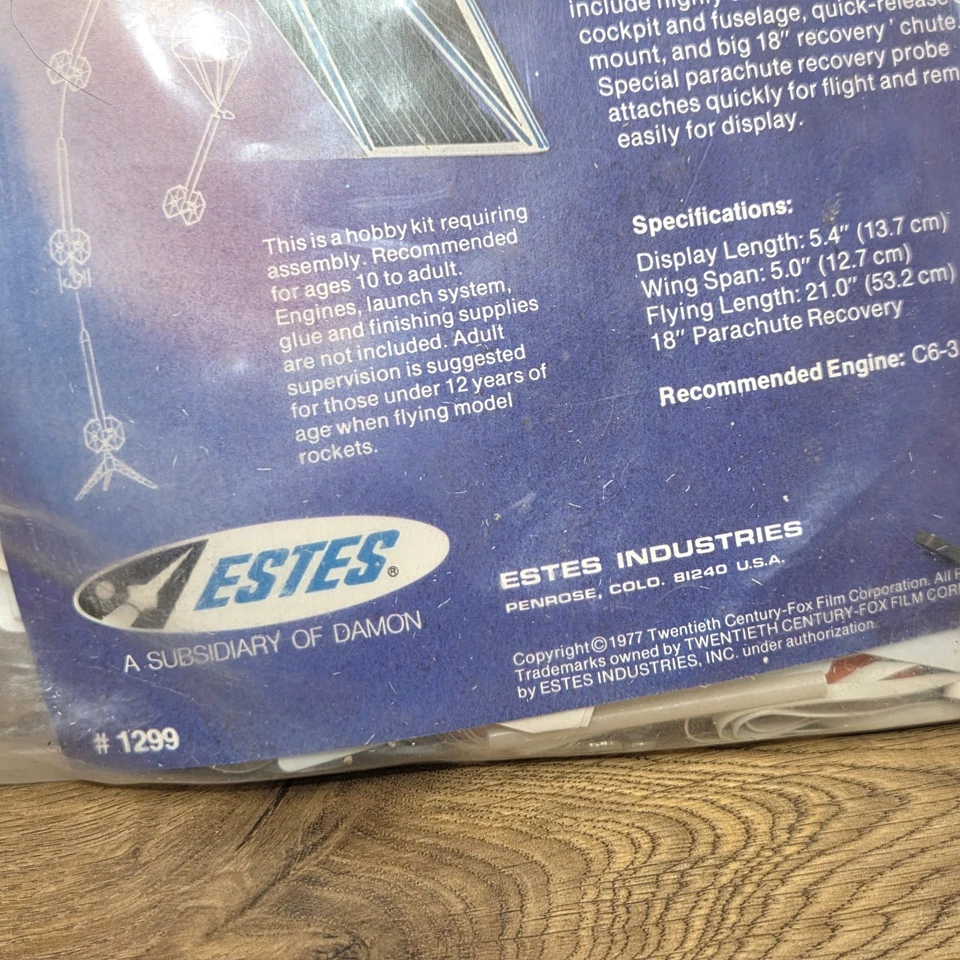 include highly
cockpit and fuselage, quick-release
mount, and big 18" recovery 'chute.
Special parachute recovery probe
attaches quickly for flight and rem
easily for display.
This is a hobby kit requiring
assembly. Recommended
for ages 10 to adult.
Engines, launch system,
glue and finishing supplies
are not included. Adult
supervision is suggested
for those under 12 years of
age when flying model
rockets.
Specifications:
Display Length: 5.4" (13.7 cm)
Wing Span: 5.0" (12.7 cm)
Flying Length: 21.0" (53.2 cm)
18" Parachute Recovery
Recommended Engine: C6-3
ESTES®
A SUBSIDIARY OF DAMON
ESTES INDUSTRIES
PENROSE, COLO. 81240 U.S.A.
Copyright © 1977 Twentieth Century-Fox Film Corporation. All
Trademarks owned by TWENTIETH CENTURY-FOX FILM COR
by ESTES INDUSTRIES, INC. under authorization.
# 1299